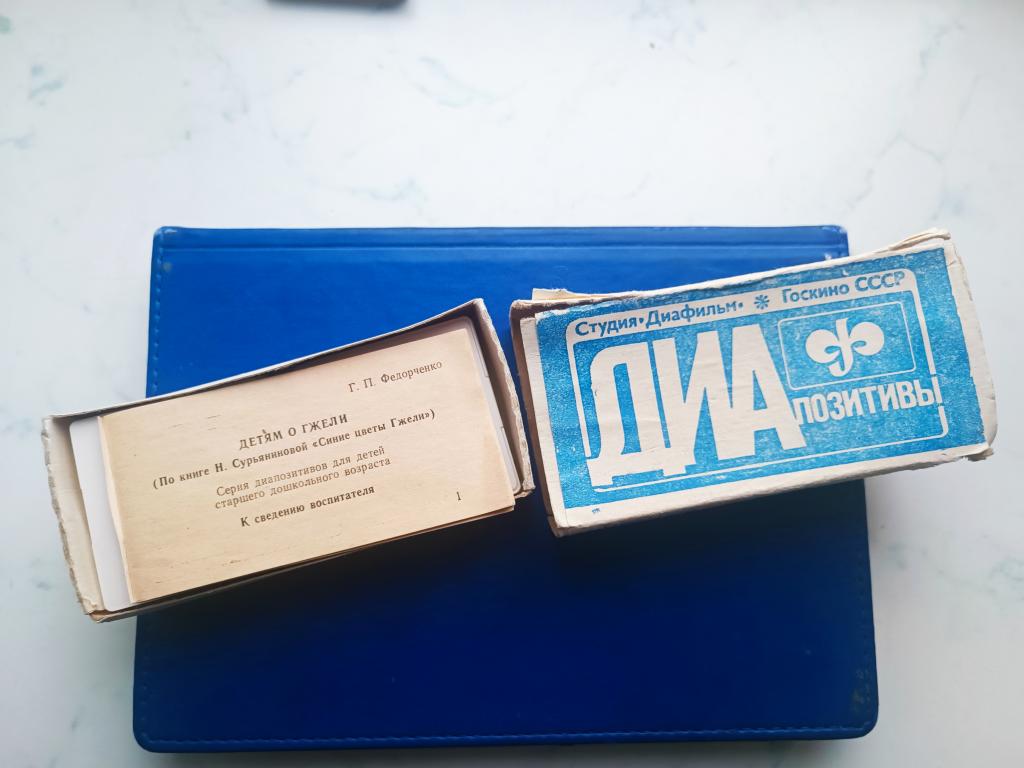 Г. П. Федорченко
ДЕТЯМ О ГЖЕЛИ
(По книге Н. Сурьяниновой «Синие цветы Гжели»)
Серия диапозитивов для детей
старшего дошкольного возраста
К сведению воспитателя
1
Студия•Диафильм• Госкино СССР
ДИА
ПОЗИТИВЫ